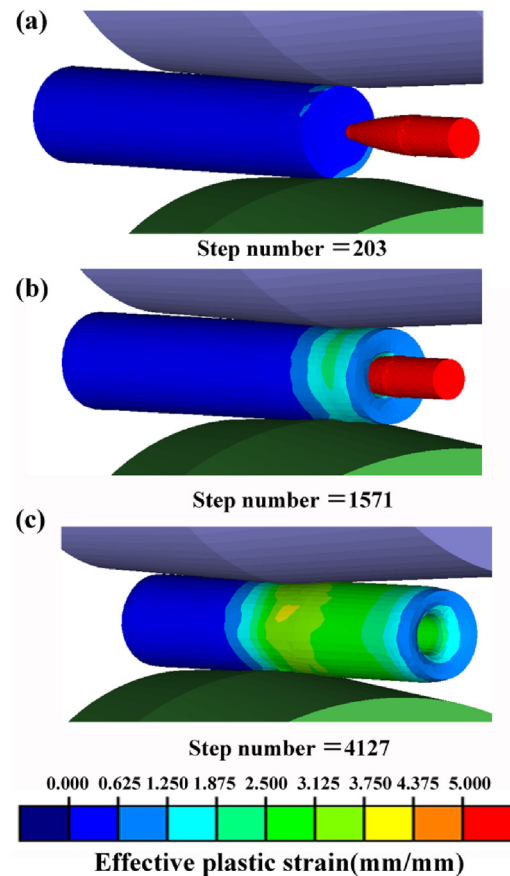 (a)
Step number＝203
(b)
Step number＝1571
(c)
Step number＝4127
0.000 0.625 1.250 1.875 2.500 3.125 3.750 4.375 5.000
Effective plastic strain(mm/mm)